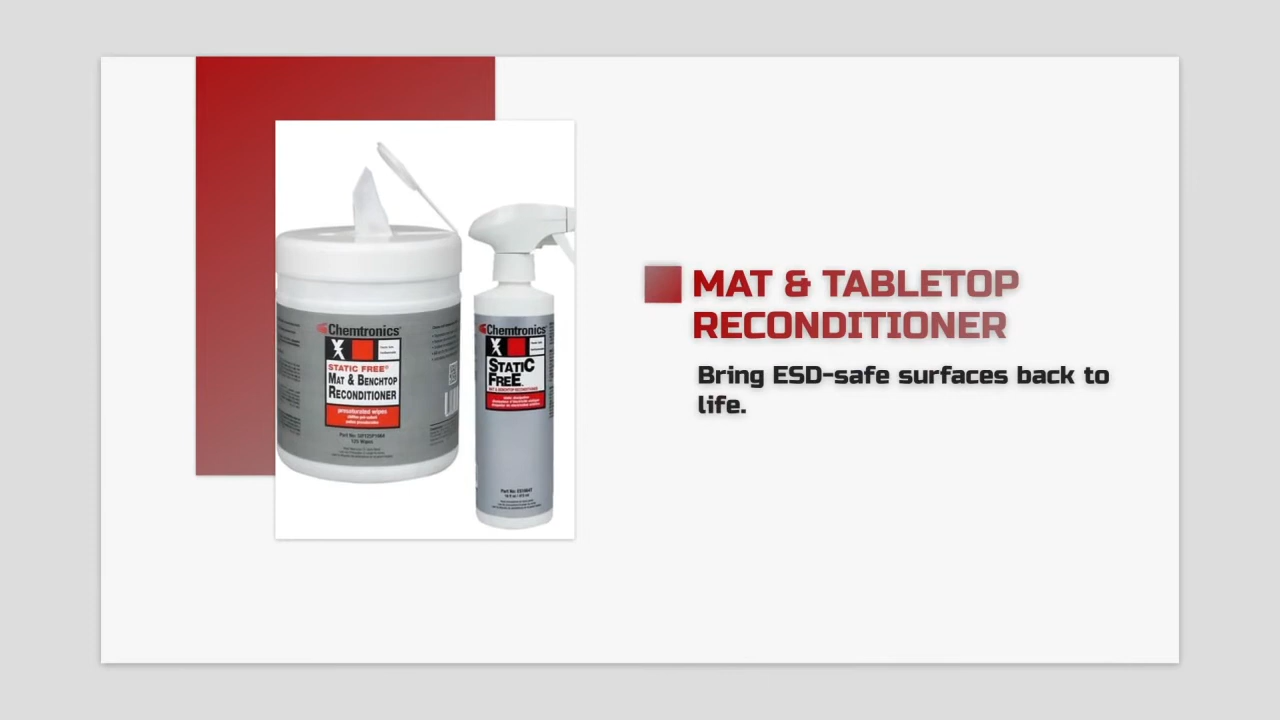 MAT & TABLETOP
RECONDITIONER
Bring ESD-safe surfaces back to
life.
Chemtronics
STATIC FREE®
MAT & BENCHTOP
RECONDITIONER
presaturated wipes
Chemtronics
STATIC
FREE